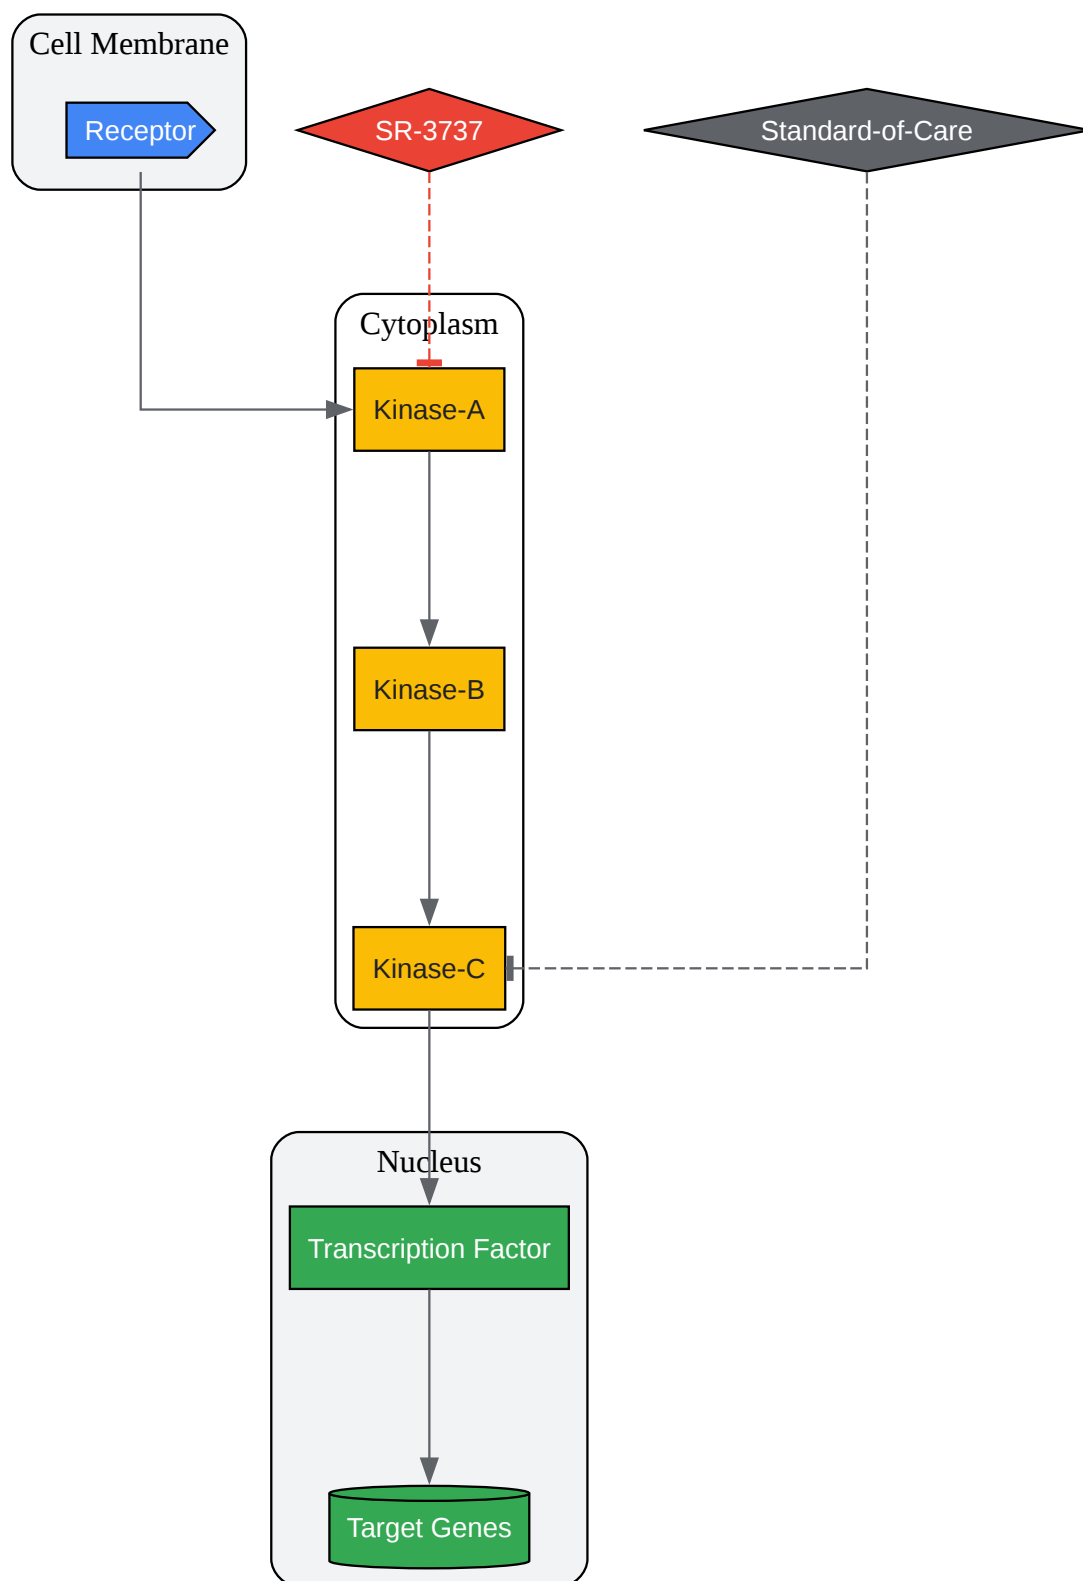 Cell Membrane
Receptor
SR-3737
Standard-of-Care
Cytoplasm
Kinase-A
Kinase-B
Kinase-C
Nucleus
Transcription Factor
Target Genes